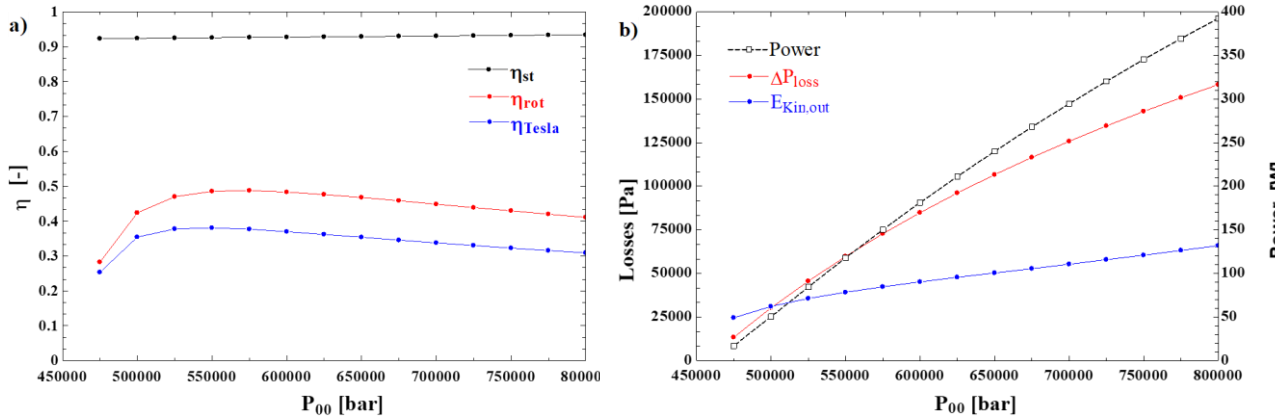 a)
1
0.9
0.8
0.7
0.6
0.5
0.4
0.3
0.2
0.1
0
η [-]
ηst
ηrot
ηTesla
450000 500000 550000 600000 650000 700000 750000 800000
P00 [bar]
b)
200000
175000
150000
125000
100000
75000
50000
25000
0
Losses [Pa]
Power
ΔPloss
EKin,out
400
350
300
250
200
150
100
50
0
Power [W]
450000 500000 550000 600000 650000 700000 750000 800000
P00 [bar]